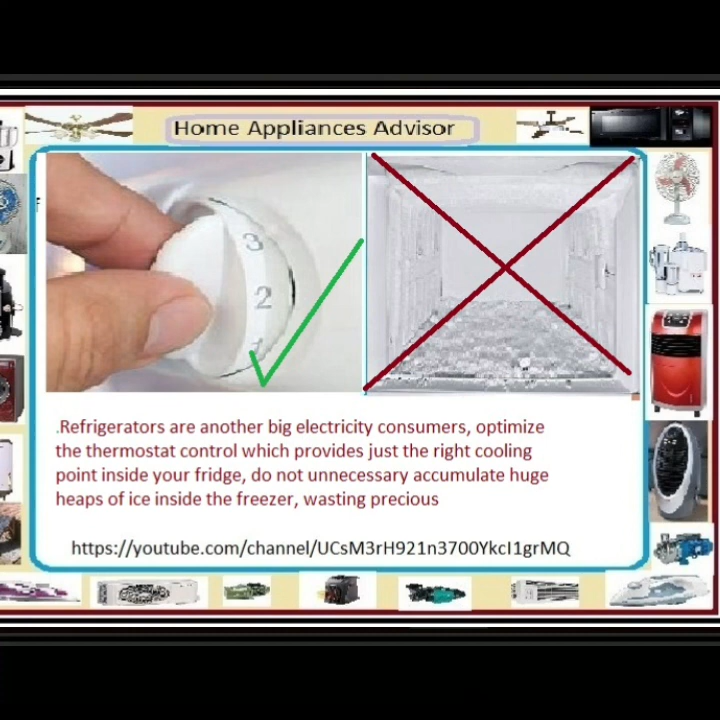 Home Appliances Advisor
3
2
1
.Refrigerators are another big electricity consumers, optimize
the thermostat control which provides just the right cooling
point inside your fridge, do not unnecessary accumulate huge
heaps of ice inside the freezer, wasting precious
https://youtube.com/channel/UCsM3rH921n3700YkcI1grMQ